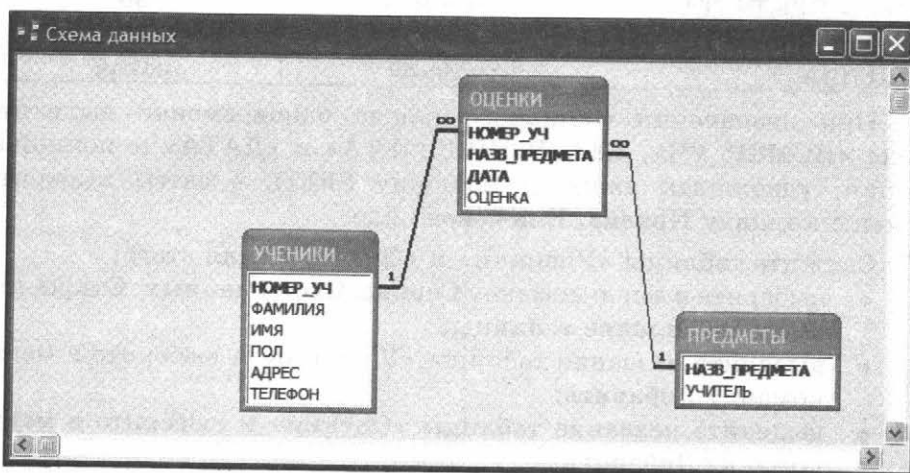 Схема данных
ОЦЕНКИ
∞
НОМЕР_УЧ
∞
НАЗВ_ПРЕДМЕТА
ДАТА
ОЦЕНКА
УЧЕНИКИ
1
НОМЕР_УЧ
ФАМИЛИЯ
ИМЯ
ПОЛ
АДРЕС
ТЕЛЕФОН
ПРЕДМЕТЫ
1
НАЗВ_ПРЕДМЕТА
УЧИТЕЛЬ